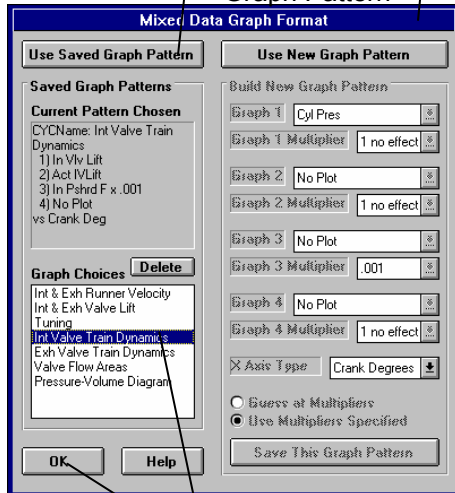 Graph Pattern
Mixed Data Graph Format
Use Saved Graph Pattern
Use New Graph Pattern
Saved Graph Patterns
Current Pattern Chosen
CYCName: Int Valve Train
Dynamics
1) In Vlv Lift
2) Act IVLift
3) In Pshrd F x .001
4) No Plot
vs Crank Deg
Graph Choices
Delete
Int & Exh Runner Velocity
Int & Exh Valve Lift
Tuning
Int Valve Train Dynamics
Exh Valve Train Dynamics
Valve Flow Areas
Pressure-Volume Diagram
OK
Help
Build New Graph Pattern
Graph 1 Cyl Pres
Graph 1 Multiplier 1 no effect
Graph 2 No Plot
Graph 2 Multiplier 1 no effect
Graph 3 No Plot
Graph 3 Multiplier .001
Graph 4 No Plot
Graph 4 Multiplier 1 no effect
X Axis Type Crank Degrees
Guess at Multipliers
Use Multipliers Specified
Save This Graph Pattern